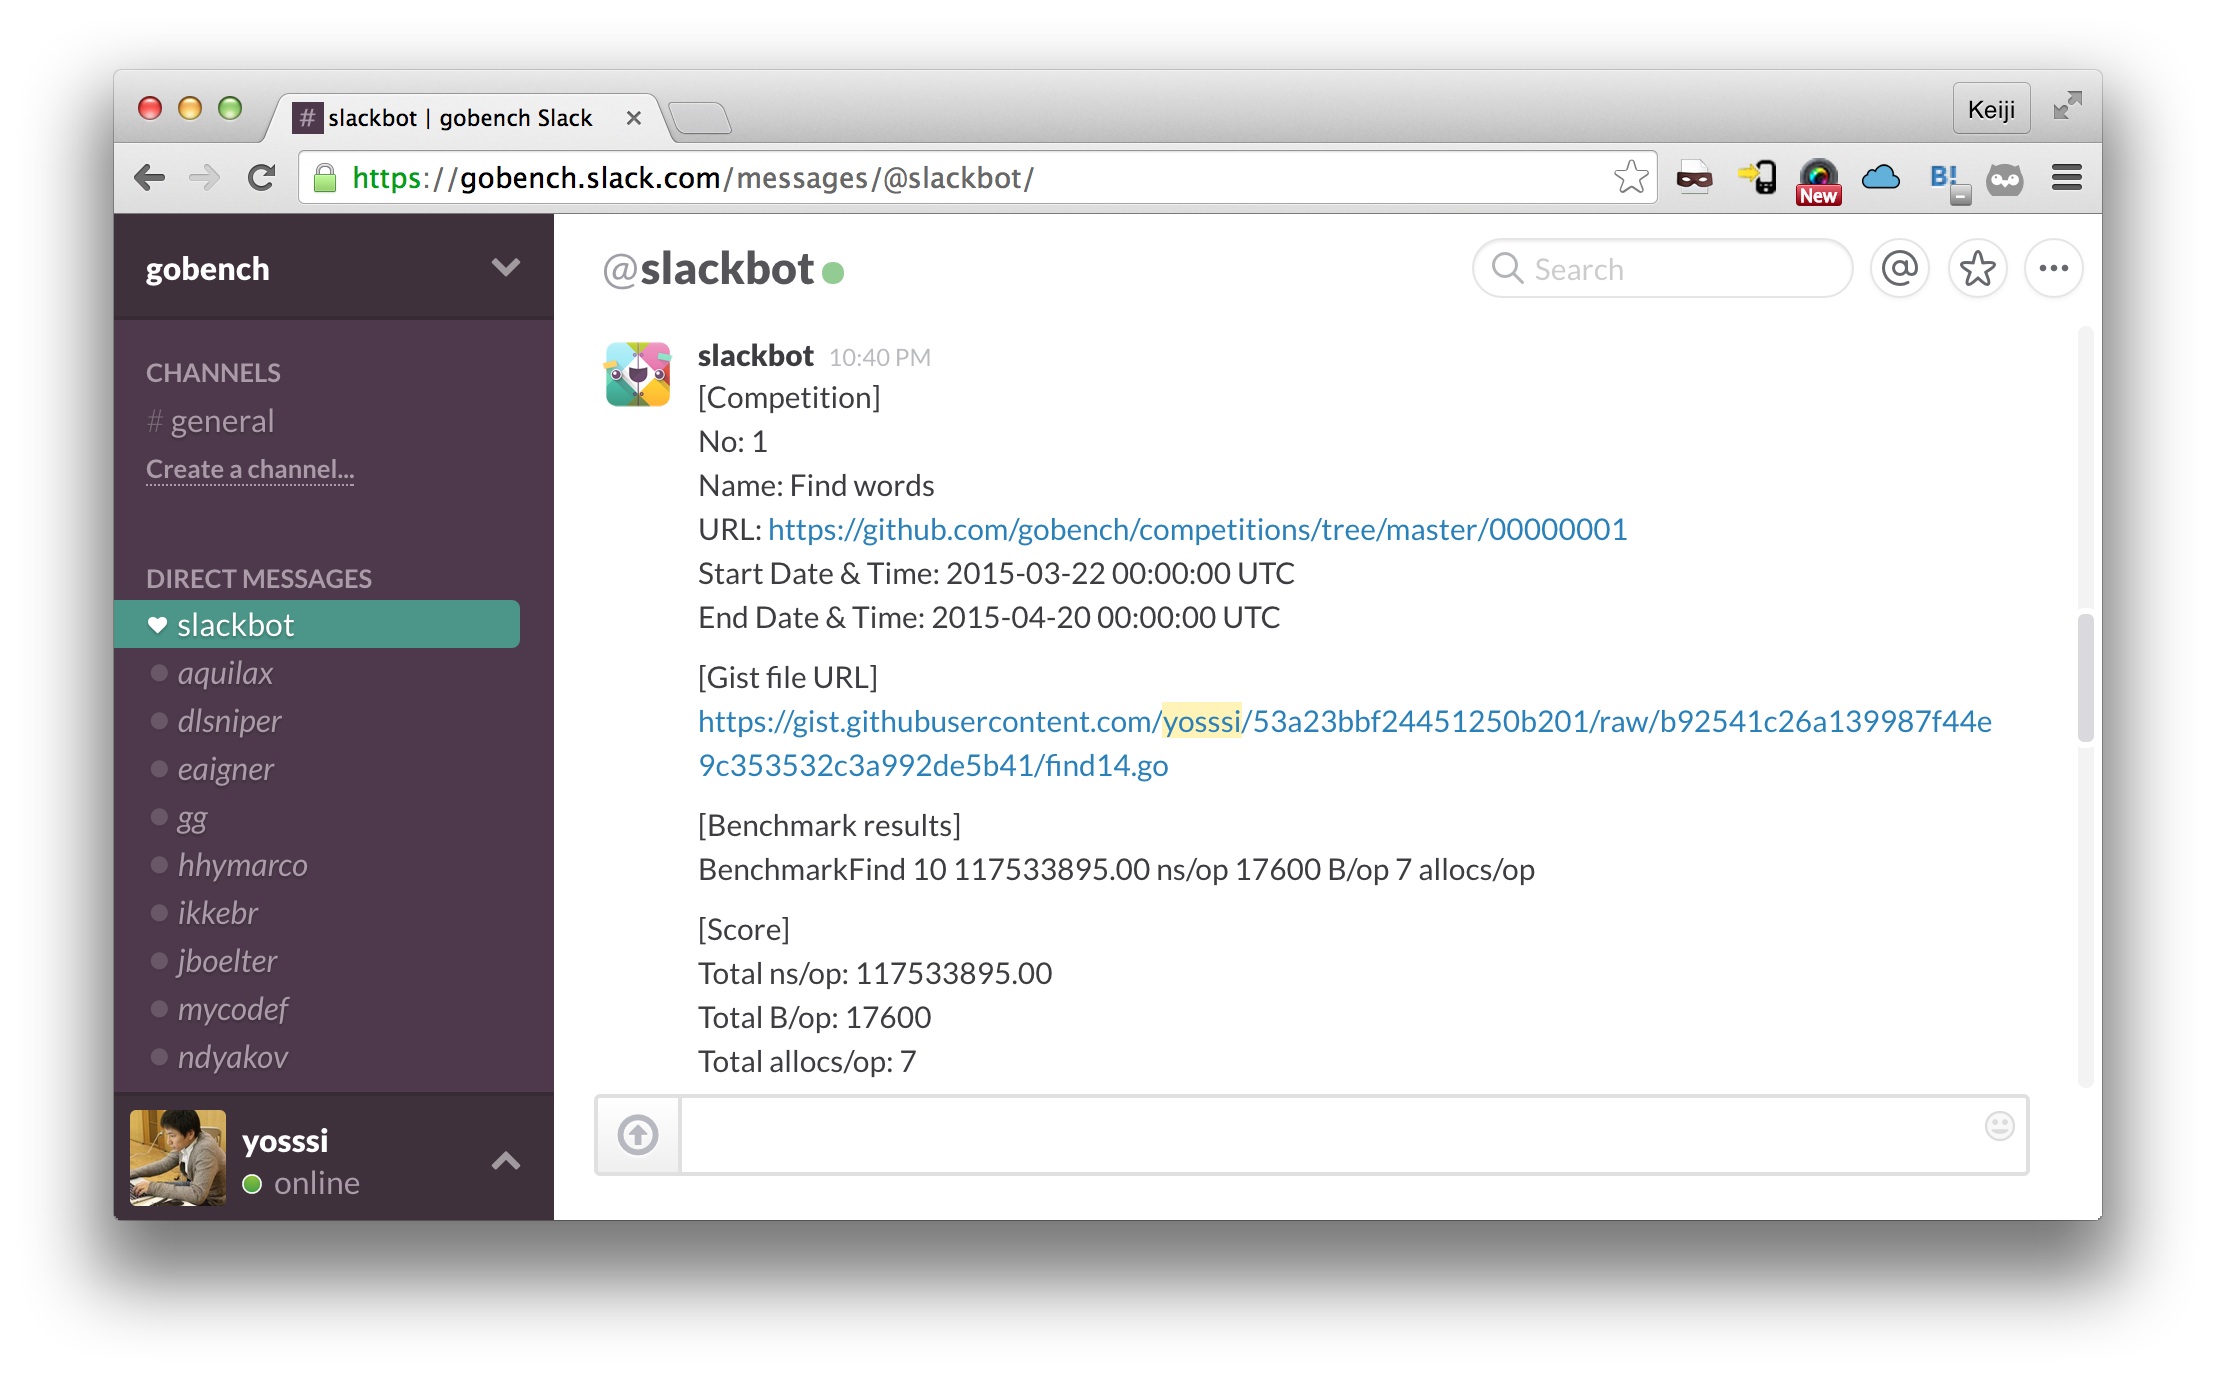 # slackbot | gobench Slack
Keiji
https://gobench.slack.com/messages/@slackbot/
New
B!
gobench
CHANNELS
# general
Create a channel...
DIRECT MESSAGES
slackbot
aquilax
dlsniper
eaigner
gg
hhymarco
ikkebr
jboelter
mycodef
ndyakov
yosssi
online
@slackbot
Search
@
slackbot 10:40 PM
[Competition]
No: 1
Name: Find words
URL: https://github.com/gobench/competitions/tree/master/00000001
Start Date & Time: 2015-03-22 00:00:00 UTC
End Date & Time: 2015-04-20 00:00:00 UTC
[Gist file URL]
https://gist.githubusercontent.com/yosssi/53a23bbf24451250b201/raw/b92541c26a139987f44e
9c353532c3a992de5b41/find14.go
[Benchmark results]
BenchmarkFind 10 117533895.00 ns/op 17600 B/op 7 allocs/op
[Score]
Total ns/op: 117533895.00
Total B/op: 17600
Total allocs/op: 7